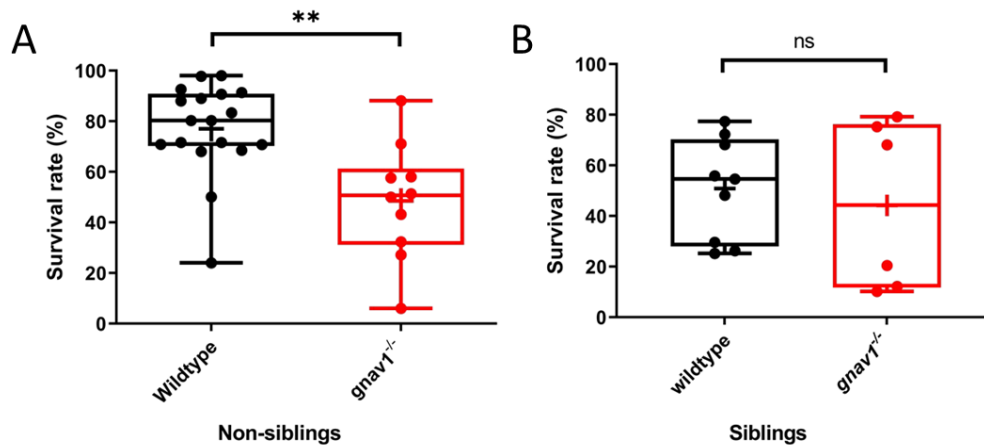 A
**
Survival rate (%)
100
80
60
40
20
0
Wildtype
gnav1-/-
Non-siblings
B
ns
Survival rate (%)
100
80
60
40
20
0
wildtype
gnav1-/-
Siblings